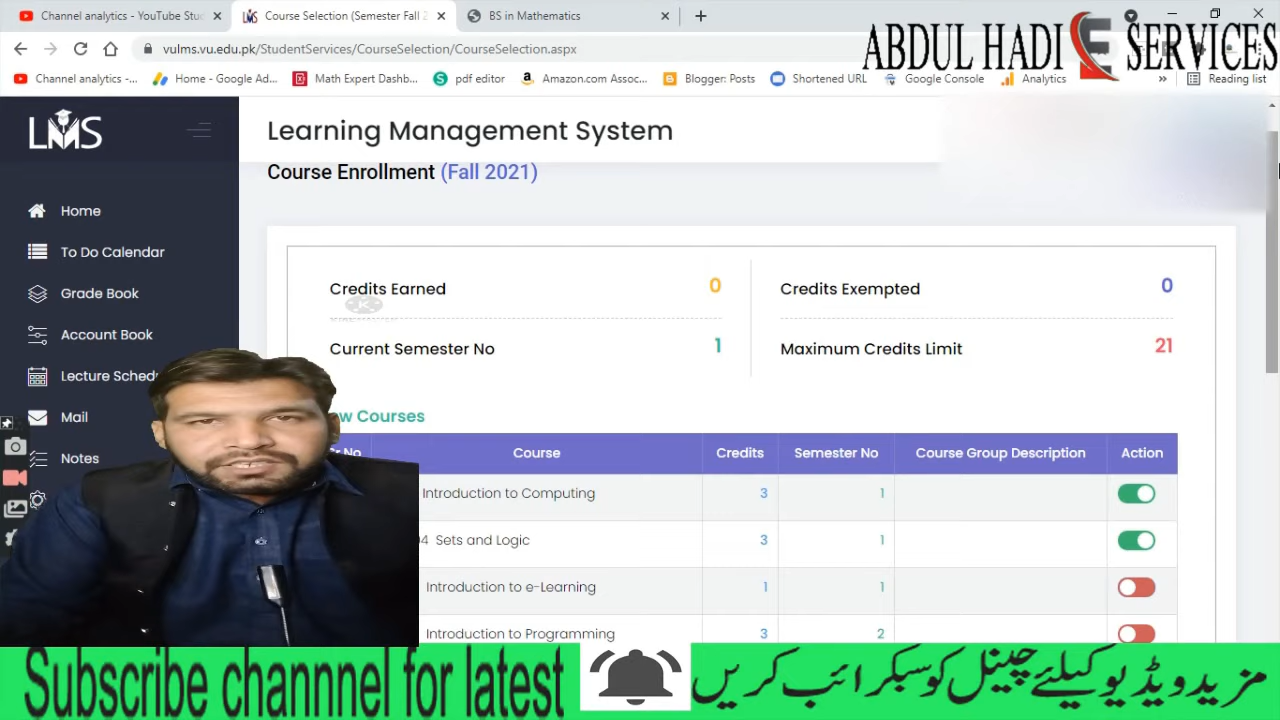 Channel analytics - YouTube Stu
Course Selection (Semester Fall 2
BS in Mathematics
vulms.vu.edu.pk/StudentServices/CourseSelection/CourseSelection.aspx
ABDUL HADI E SERVICES
Channel analytics -...
Home - Google Ad...
Math Expert Dashb...
pdf editor
Amazon.com Assoc...
Blogger: Posts
Shortened URL
Google Console
Analytics
»
Reading list
LMS
Learning Management System
Course Enrollment (Fall 2021)
Home
To Do Calendar
Grade Book
Account Book
Lecture Sched
Mail
Notes
Credits Earned 0
Credits Exempted 0
Current Semester No 1
Maximum Credits Limit 21
w Courses
r No Course Credits Semester No Course Group Description Action
Introduction to Computing 3 1
04 Sets and Logic 3 1
Introduction to e-Learning 1 1
Introduction to Programming 3 2
Subscribe channnel for latest
مزید ویڈیو کیلئے چینل کو سبکرائب کریں